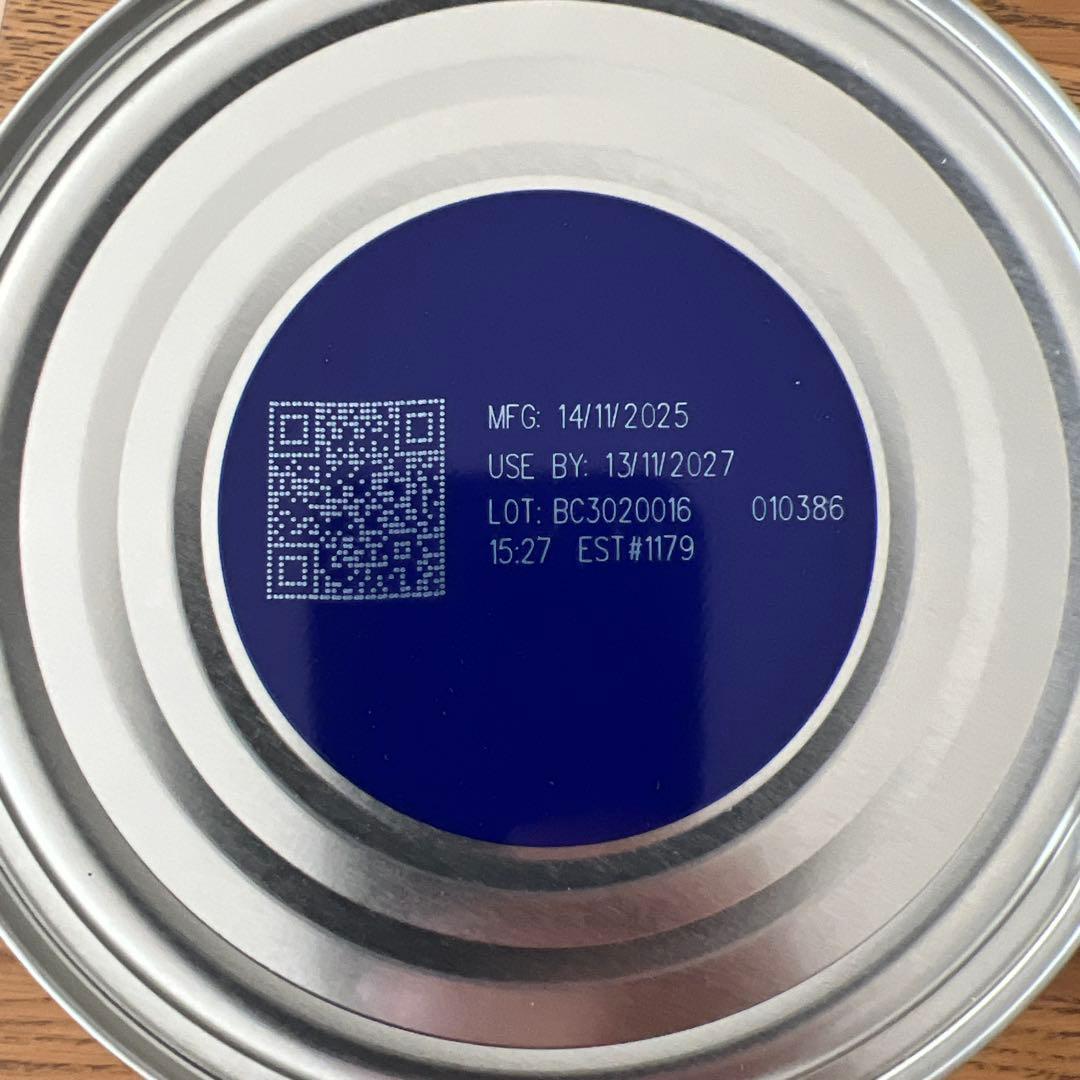 MFG: 14/11/2025
USE BY: 13/11/2027
LOT: BC3020016 010386
15:27 EST#1179